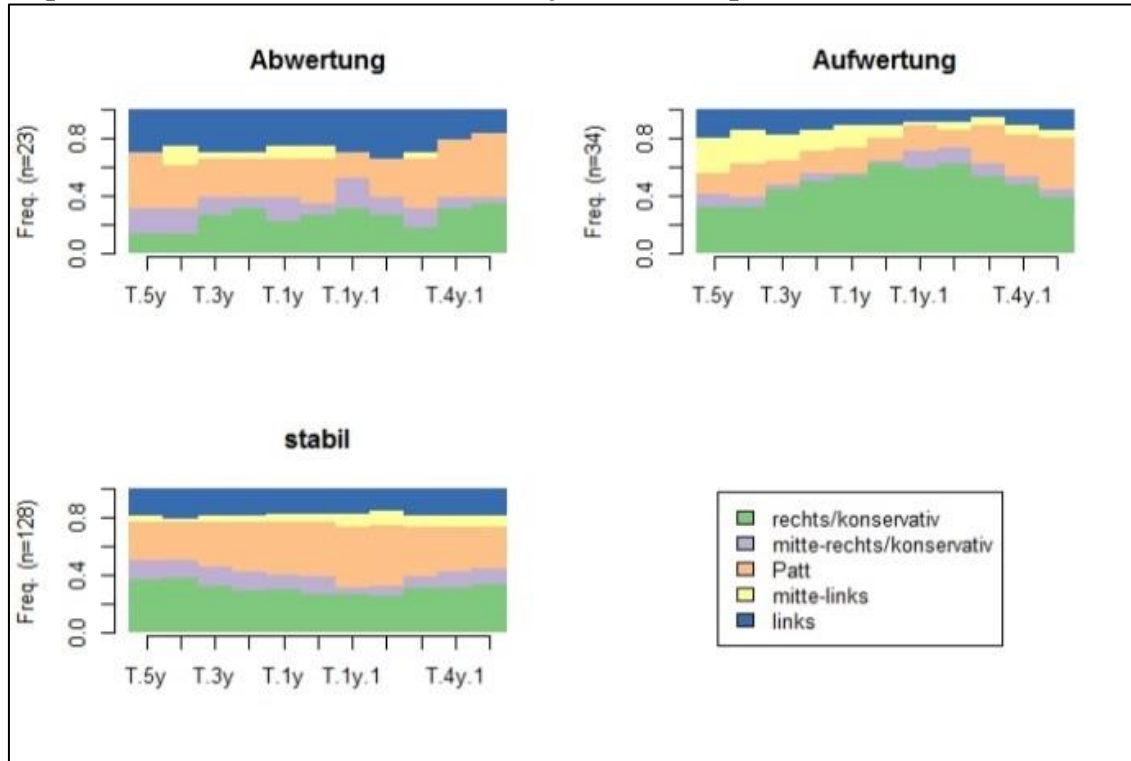 Abwertung
Freq. (n=23)
0.0 0.4 0.8
T.5y T.3y T.1y T.1y.1 T.4y.1
Aufwertung
Freq. (n=34)
0.0 0.4 0.8
T.5y T.3y T.1y T.1y.1 T.4y.1
stabil
Freq. (n=128)
0.0 0.4 0.8
T.5y T.3y T.1y T.1y.1 T.4y.1
rechts/konservativ
mitte-rechts/konservativ
Patt
mitte-links
links